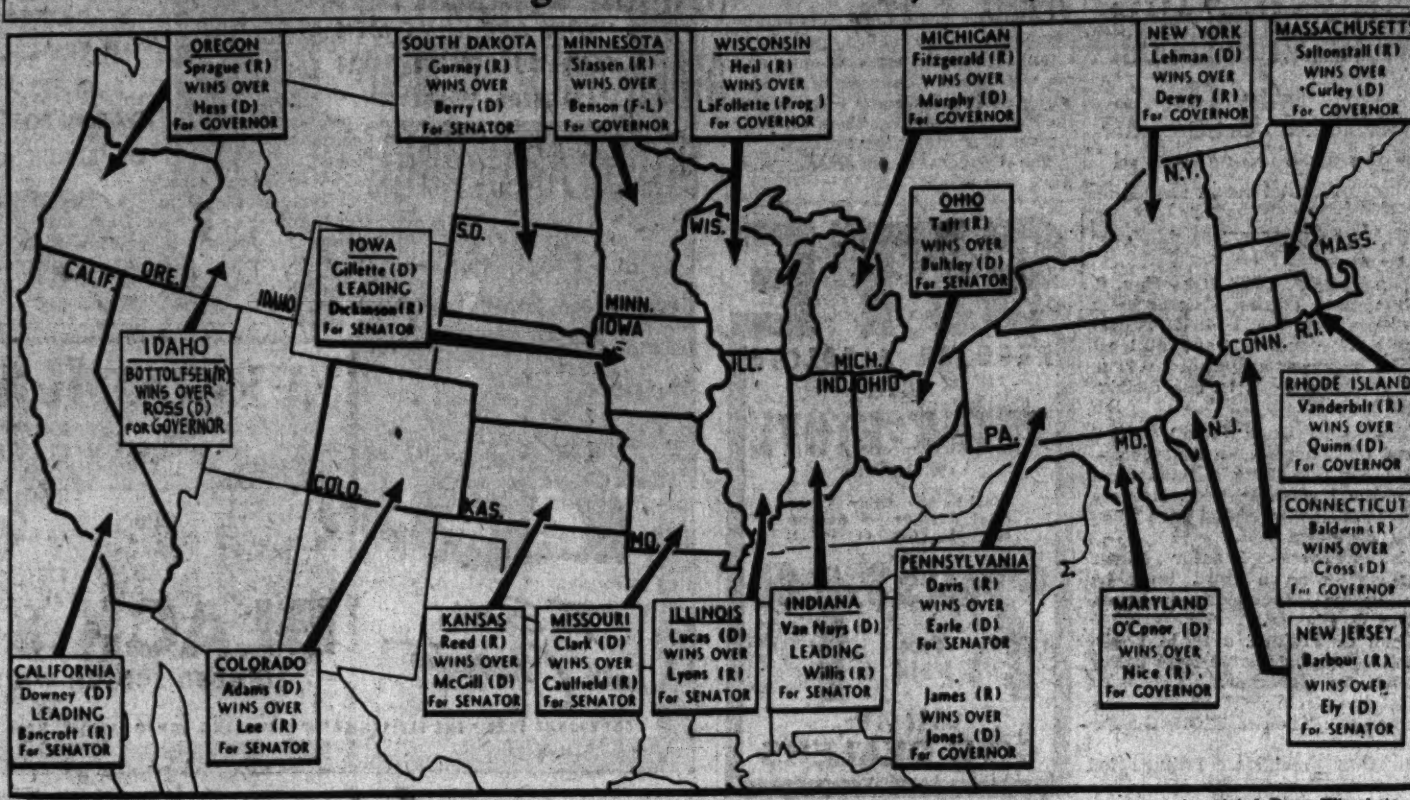 OREGON
Sprague (R)
WINS OVER
Hess (D)
For GOVERNOR
SOUTH DAKOTA
Gurney (R)
WINS OVER
Berry (D)
For SENATOR
MINNESOTA
Stassen (R)
WINS OVER
Benson (F-L)
For GOVERNOR
WISCONSIN
Heil (R)
WINS OVER
LaFollette (Prog)
For GOVERNOR
MICHIGAN
Fitzgerald (R)
WINS OVER
Murphy (D)
For GOVERNOR
NEW YORK
Lehman (D)
WINS OVER
Dewey (R)
For GOVERNOR
MASSACHUSETT
Saltonstall (R)
WINS OVER
Curley (D)
For GOVERNOR
OHIO
Taft (R)
WINS OVER
Bulkley (D)
For SENATOR
IOWA
Gillette (D)
LEADING
Dickinson (R)
For SENATOR
IDAHO
BOTTOLFSEN (R)
WINS OVER
ROSS (D)
FOR GOVERNOR
RHODE ISLAND
Vanderbilt (R)
WINS OVER
Quinn (D)
For GOVERNOR
CONNECTICUT
Baldwin (R)
WINS OVER
Cross (D)
For GOVERNOR
NEW JERSEY
Barbour (R)
WINS OVER
Ely (D)
For SENATOR
CALIFORNIA
Downey (D)
LEADING
Bancroft (R)
For SENATOR
COLORADO
Adams (D)
WINS OVER
Lee (R)
For SENATOR
KANSAS
Reed (R)
WINS OVER
McGill (D)
For SENATOR
MISSOURI
Clark (D)
WINS OVER
Caulfield (R)
For SENATOR
ILLINOIS
Lucas (D)
WINS OVER
Lyons (R)
For SENATOR
INDIANA
Van Nuys (D)
LEADING
Willis (R)
For SENATOR
PENNSYLVANIA
Davis (R)
WINS OVER
Earle (D)
For SENATOR
James (R)
WINS OVER
Jones (D)
For GOVERNOR
MARYLAND
O'Conor (D)
WINS OVER
Nice (R)
For GOVERNOR
CALIF.
ORE.
IDAHO
S.D.
MINN.
IOWA
WIS.
ILL.
MICH.
IND.
OHIO
N.Y.
MASS.
R.I.
CONN.
N.J.
PA.
MD.
COLO.
KAS.
MO.